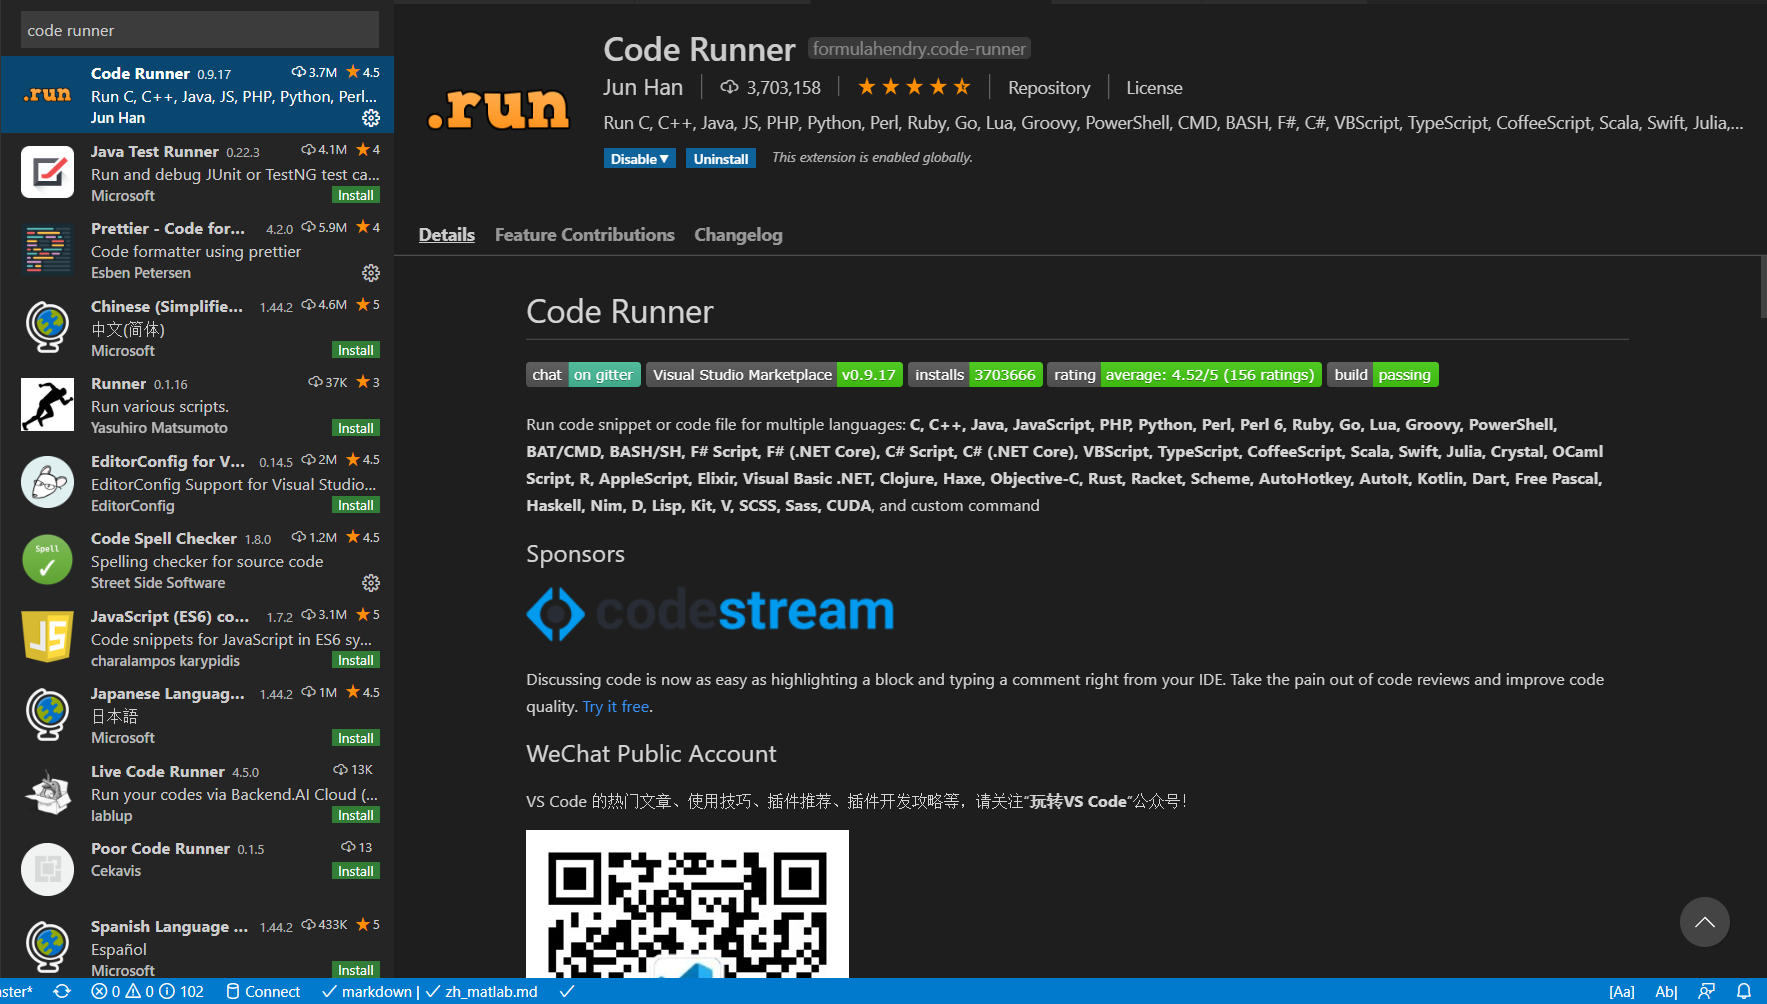 code runner
Code Runner 0.9.17 3.7M ★ 4.5
Run C, C++, Java, JS, PHP, Python, Perl...
Jun Han
Java Test Runner 0.22.3 4.1M ★ 4
Run and debug JUnit or TestNG test ca...
Microsoft Install
Prettier - Code for... 4.2.0 5.9M ★ 4
Code formatter using prettier
Esben Petersen
Chinese (Simplifie... 1.44.2 4.6M ★ 5
中文(简体)
Microsoft Install
Runner 0.1.16 37K ★ 3
Run various scripts.
Yasuhiro Matsumoto Install
EditorConfig for V... 0.14.5 2M ★ 4.5
EditorConfig Support for Visual Studio...
EditorConfig Install
Spell
Code Spell Checker 1.8.0 1.2M ★ 4.5
Spelling checker for source code
Street Side Software
JS
JavaScript (ES6) co... 1.7.2 3.1M ★ 5
Code snippets for JavaScript in ES6 sy...
charalampos karypidis Install
Japanese Languag... 1.44.2 1M ★ 4.5
日本語
Microsoft Install
Live Code Runner 4.5.0 13K
Run your codes via Backend.AI Cloud (...
lablup Install
Poor Code Runner 0.1.5 13
Cekavis Install
Spanish Language ... 1.44.2 433K ★ 5
Español
Microsoft Install
.run
.run
Code Runner formulahendry.code-runner
Jun Han 3,703,158 Repository License
Run C, C++, Java, JS, PHP, Python, Perl, Ruby, Go, Lua, Groovy, PowerShell, CMD, BASH, F#, C#, VBScript, TypeScript, CoffeeScript, Scala, Swift, Julia,...
Disable▼ Uninstall This extension is enabled globally.
Details Feature Contributions Changelog
Code Runner
chat on gitter Visual Studio Marketplace v0.9.17 installs 3703666 rating average: 4.52/5 (156 ratings) build passing
Run code snippet or code file for multiple languages: C, C++, Java, JavaScript, PHP, Python, Perl, Perl 6, Ruby, Go, Lua, Groovy, PowerShell,
BAT/CMD, BASH/SH, F# Script, F# (.NET Core), C# Script, C# (.NET Core), VBScript, TypeScript, CoffeeScript, Scala, Swift, Julia, Crystal, OCaml
Script, R, AppleScript, Elixir, Visual Basic .NET, Clojure, Haxe, Objective-C, Rust, Racket, Scheme, AutoHotkey, AutoIt, Kotlin, Dart, Free Pascal,
Haskell, Nim, D, Lisp, Kit, V, SCSS, Sass, CUDA, and custom command
Sponsors
codestream
Discussing code is now as easy as highlighting a block and typing a comment right from your IDE. Take the pain out of code reviews and improve code
quality. Try it free.
WeChat Public Account
VS Code 的热门文章、使用技巧、插件推荐、插件开发攻略等，请关注“玩转VS Code”公众号！
ster* 0 0 102 Connect markdown | zh_matlab.md [Aa] Ab|